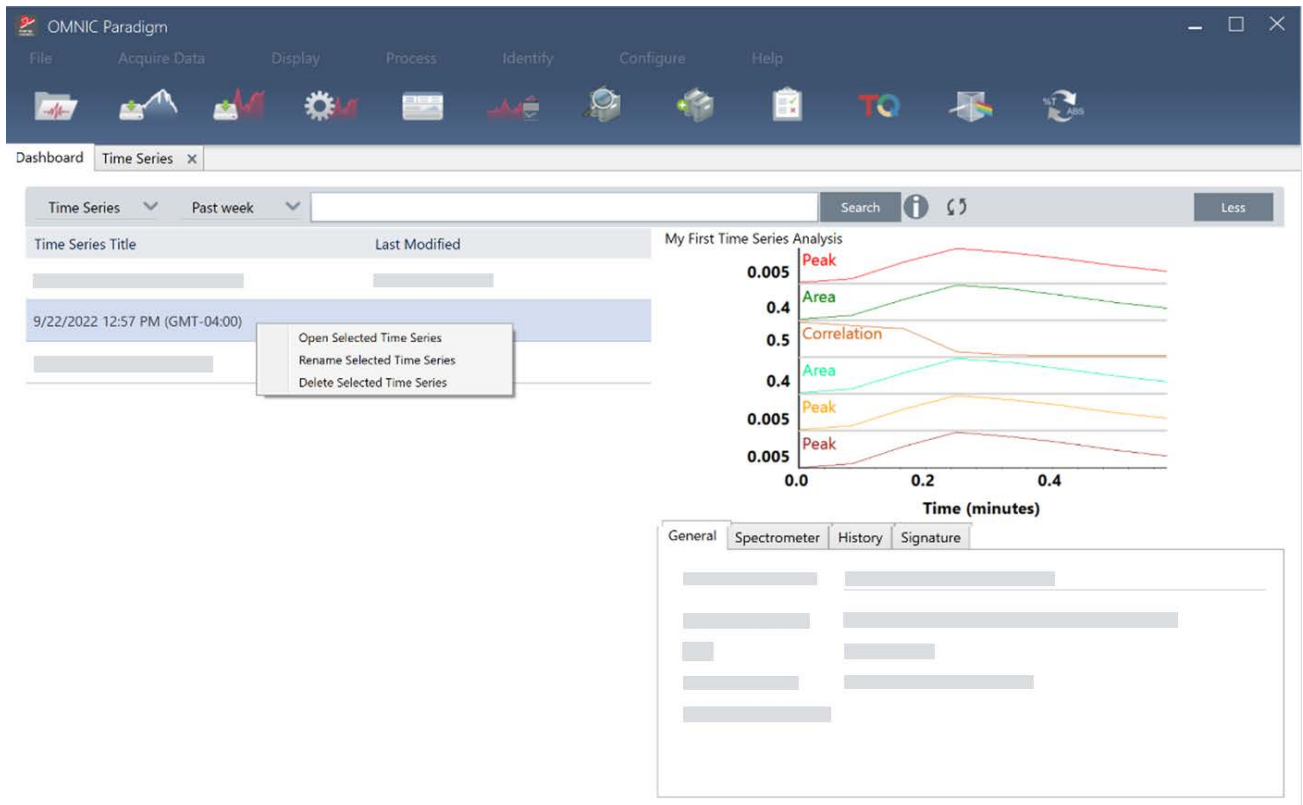 OMNIC Paradigm
File Acquire Data Display Process Identify Configure Help
TQ %T ABS
Dashboard Time Series
Time Series Past week Search Less
Time Series Title Last Modified
9/22/2022 12:57 PM (GMT-04:00)
Open Selected Time Series
Rename Selected Time Series
Delete Selected Time Series
My First Time Series Analysis
0.005 Peak
0.4 Area
0.5 Correlation
0.4 Area
0.005 Peak
0.005 Peak
0.0 0.2 0.4
Time (minutes)
General Spectrometer History Signature